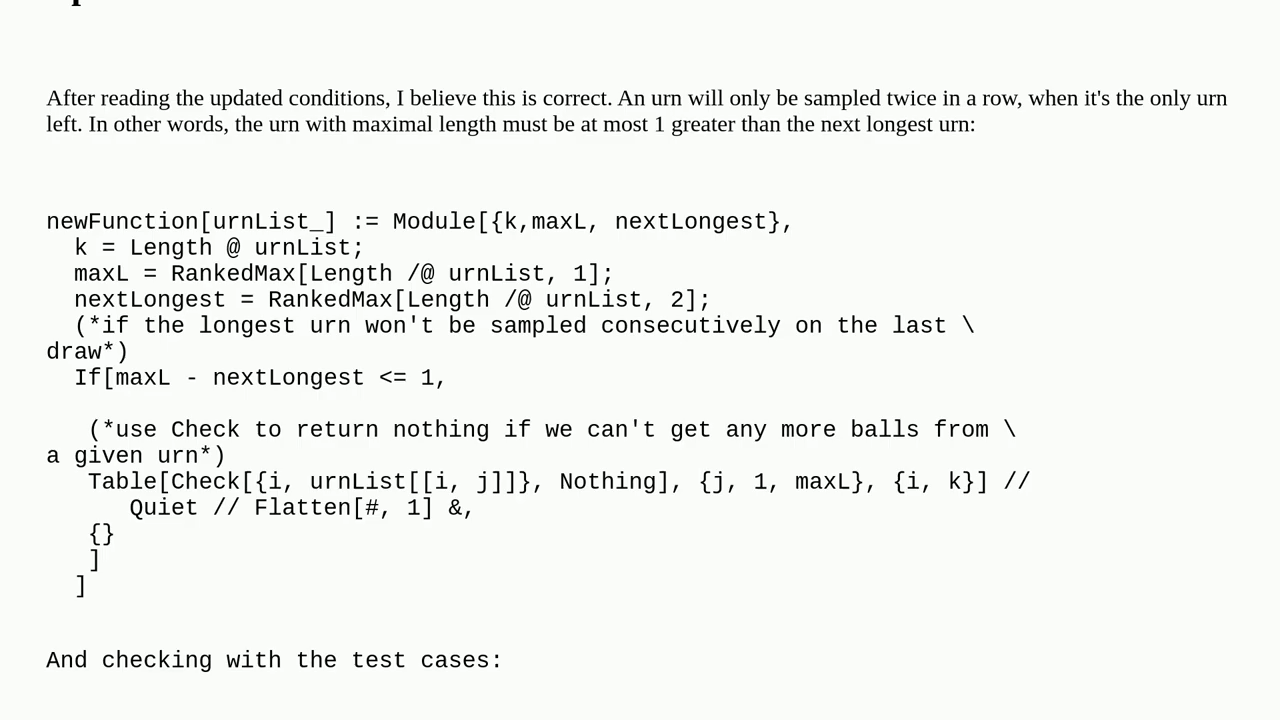 After reading the updated conditions, I believe this is correct. An urn will only be sampled twice in a row, when it's the only urn
left. In other words, the urn with maximal length must be at most 1 greater than the next longest urn:
newFunction[urnList_] := Module[{k,maxL, nextLongest},
k = Length @ urnList;
maxL = RankedMax[Length /@ urnList, 1];
nextLongest = RankedMax[Length /@ urnList, 2];
(*if the longest urn won't be sampled consecutively on the last \
draw*)
If[maxL - nextLongest <= 1,
(*use Check to return nothing if we can't get any more balls from \
a given urn*)
Table[Check[{i, urnList[[i, j]]}, Nothing], {j, 1, maxL}, {i, k}] //
Quiet // Flatten[#, 1] &,
{}
]
]
And checking with the test cases: